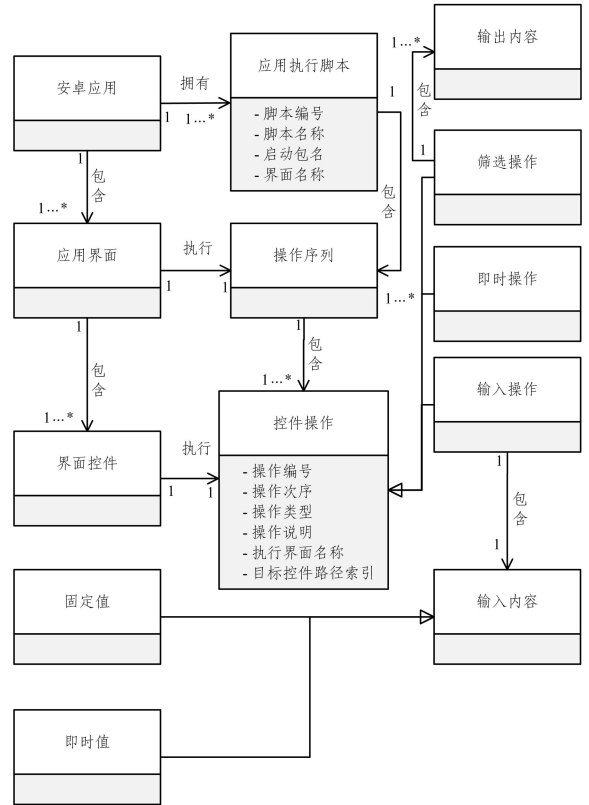 输出内容
1…*
应用执行脚本
安卓应用
拥有
1
1…*
1
包含
- 脚本编号
- 脚本名称
- 启动包名
- 界面名称
1
筛选操作
1
包含
包含
1…*
应用界面
执行
操作序列
即时操作
1
1
1…*
1
1
包含
包含
1…*
输入操作
1…*
控件操作
界面控件
执行
1
1
1
包含
- 操作编号
- 操作次序
- 操作类型
- 操作说明
- 执行界面名称
- 目标控件路径索引
1
固定值
输入内容
即时值